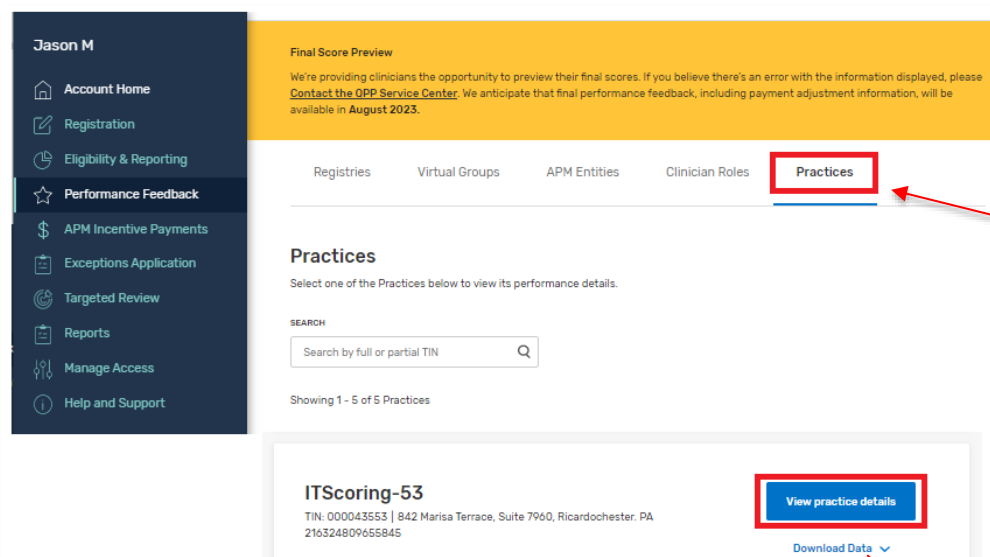 Jason M
Account Home
Registration
Eligibility & Reporting
Performance Feedback
APM Incentive Payments
Exceptions Application
Targeted Review
Reports
Manage Access
Help and Support
Final Score Preview
We're providing clinicians the opportunity to preview their final scores. If you believe there's an error with the information displayed, please
Contact the QPP Service Center. We anticipate that final performance feedback, including payment adjustment information, will be
available in August 2023.
Registries Virtual Groups APM Entities Clinician Roles Practices
Practices
Select one of the Practices below to view its performance details.
SEARCH
Search by full or partial TIN
Showing 1 - 5 of 5 Practices
ITScoring-53
TIN: 000043553 | 842 Marisa Terrace, Suite 7960, Ricardochester. PA
216324809655845
View practice details
Download Data